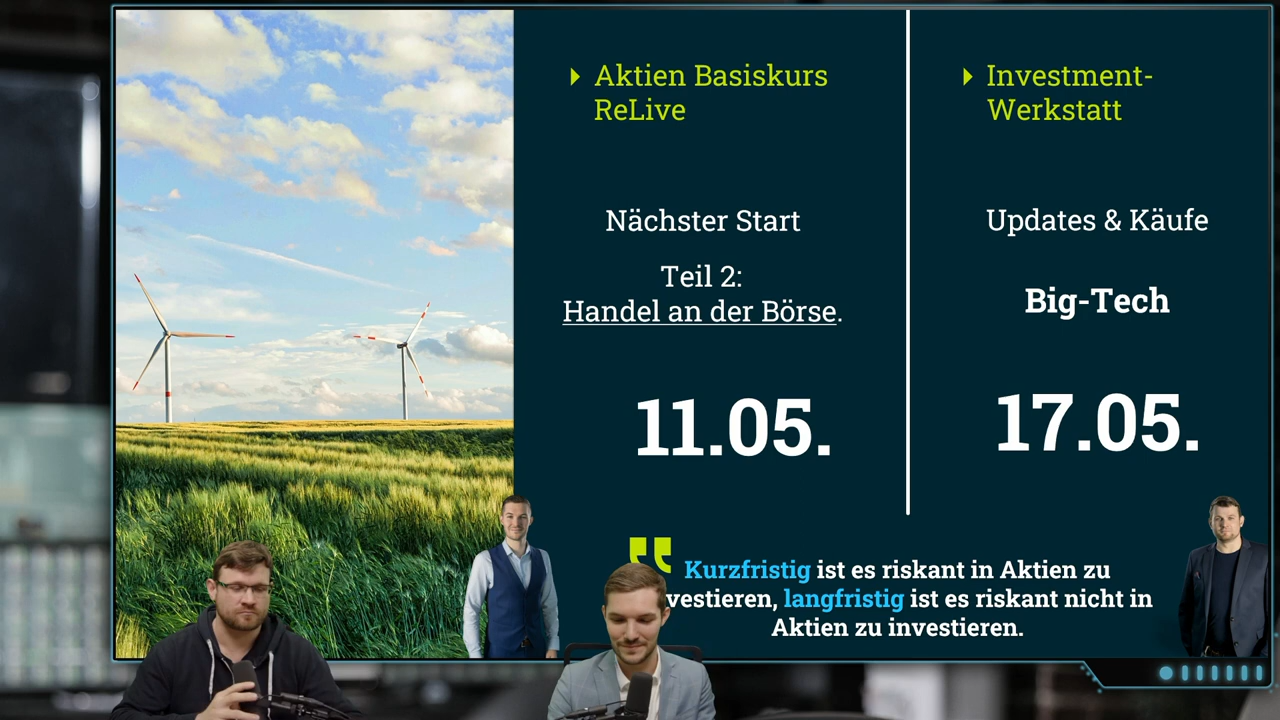 Aktien Basiskurs
ReLive
Nächster Start
Teil 2:
Handel an der Börse.
11.05.
Investment-
Werkstatt
Updates & Käufe
Big-Tech
17.05.
Kurzfristig ist es riskant in Aktien zu
langfristig ist es riskant nicht in
Aktien zu investieren.